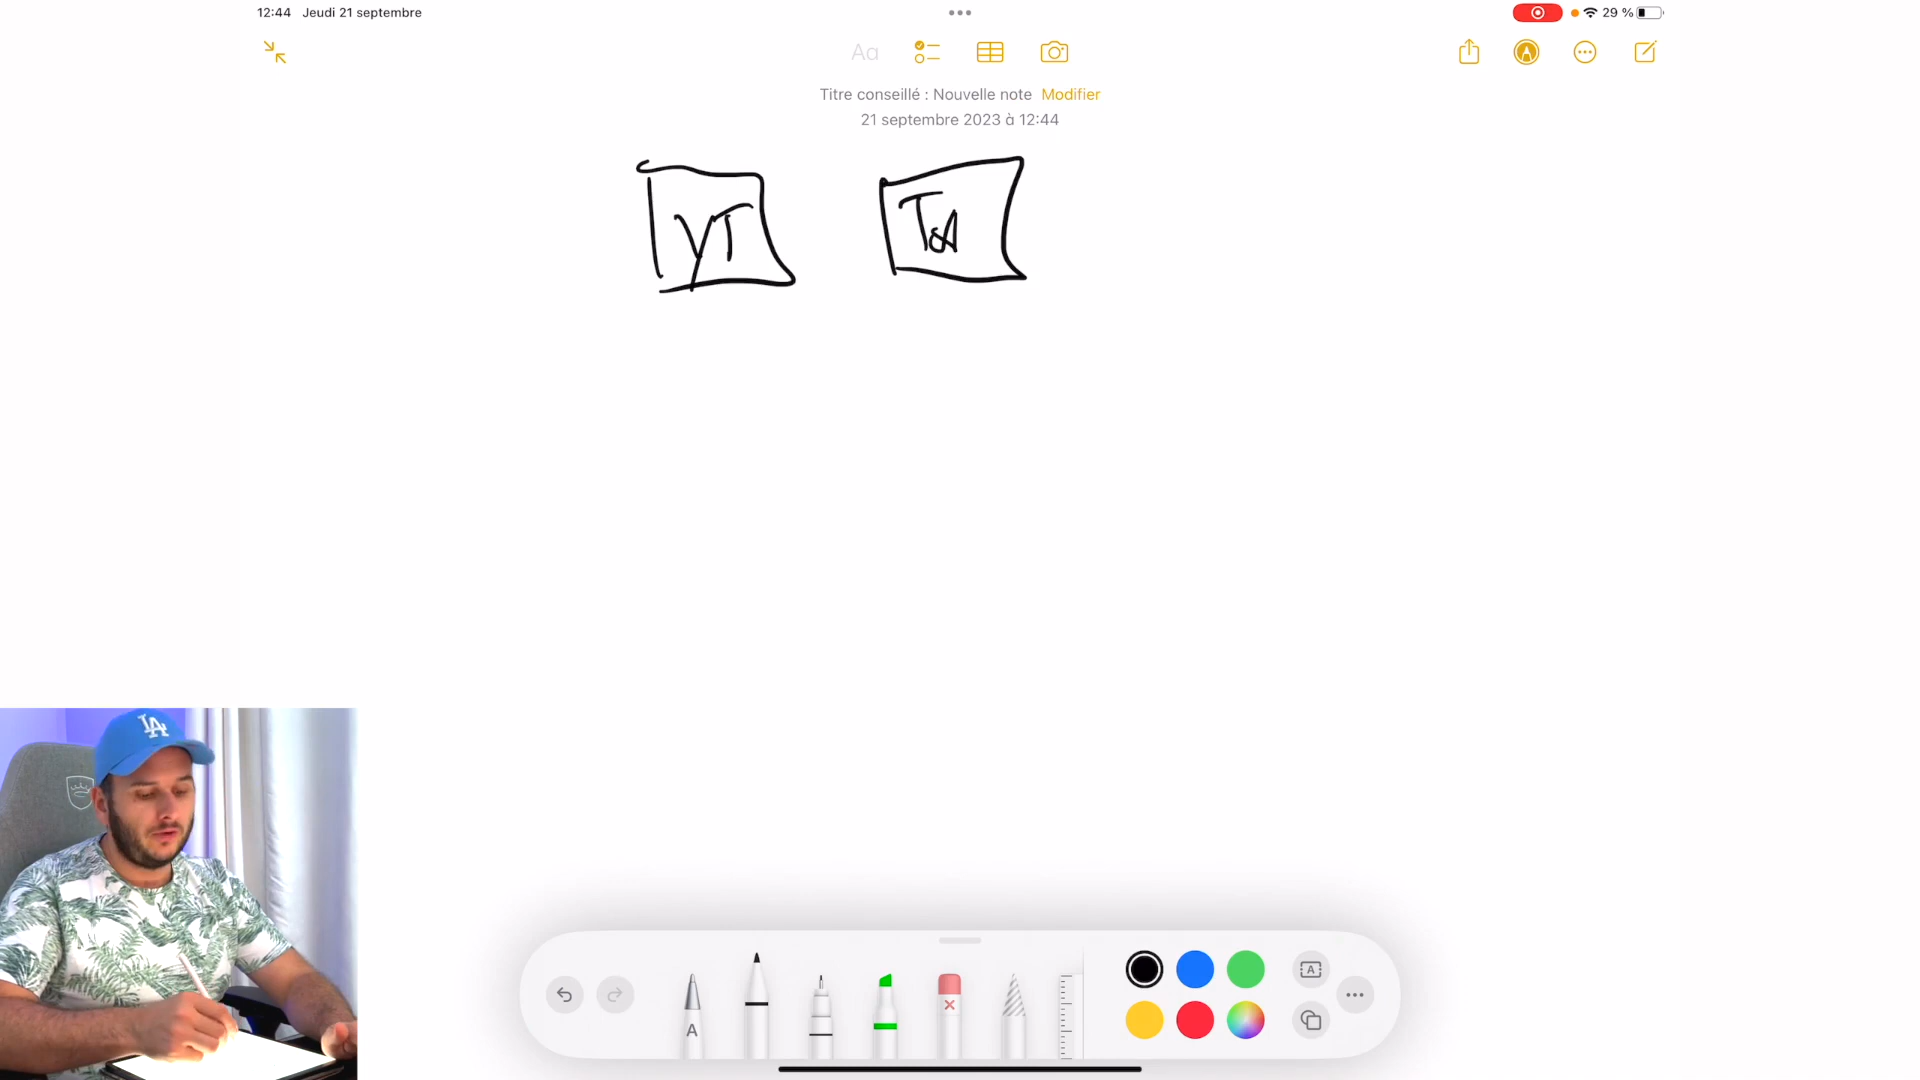 12:44 Jeudi 21 septembre
29 %
Aa
Titre conseillé : Nouvelle note Modifier
21 septembre 2023 à 12:44
YT
LA
A
A